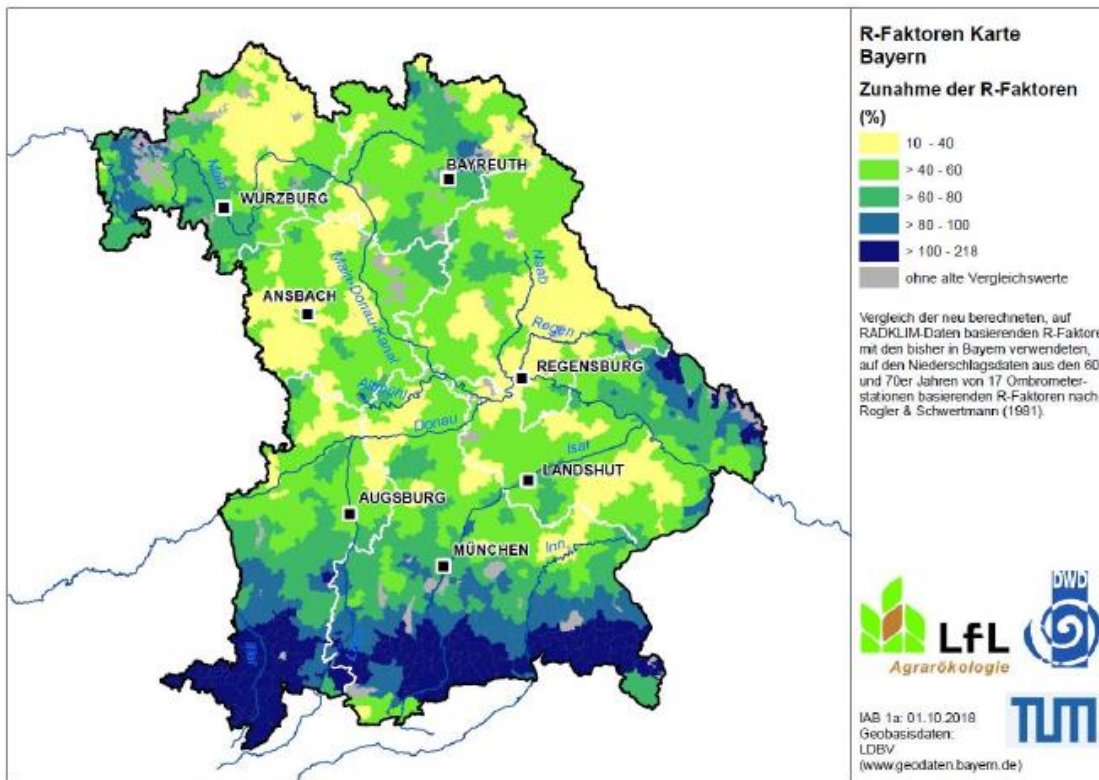 R-Faktoren Karte
Bayern
Zunahme der R-Faktoren
(%)
10 - 40
> 40 - 60
> 60 - 80
> 80 - 100
> 100 - 218
ohne alte Vergleichswerte
Vergleich der neu berechneten, auf
RADKLIM-Daten basierenden R-Faktore
mit den bisher in Bayern verwendeten,
auf den Niederschlagsdaten aus den 60
und 70er Jahren von 17 Ombrometer-
stationen basierenden R-Faktoren nach
Rogler & Schwertmann (1981).
BAYREUTH
Main
WÜRZBURG
Naab
Main-Donau-Kanal
ANSBACH
Regen
REGENSBURG
Altmühl
Donau
Isar
LANDSHUT
AUGSBURG
Inn
MÜNCHEN
Iller
DWD
LfL
Agrarökologie
TUM
IAB 1a: 01.10.2018
Geobasisdaten:
LDBV
(www.geodaten.bayern.de)